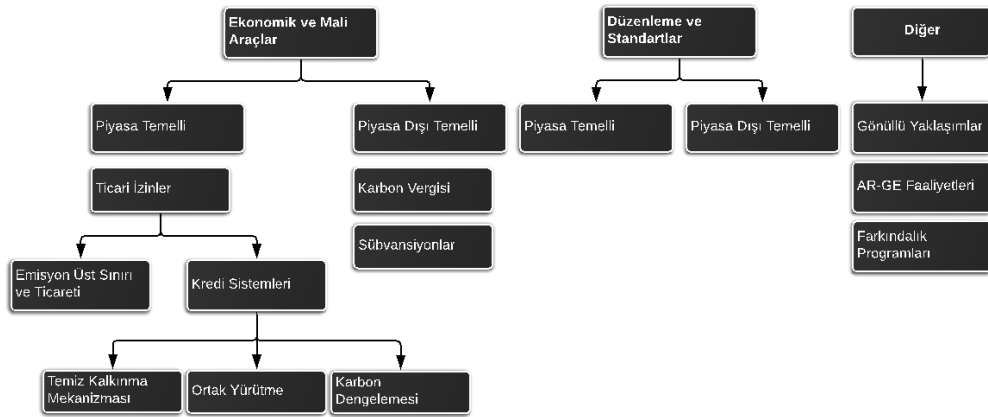 Ekonomik ve Mali
Araçlar
Düzenleme ve
Standartlar
Diğer
Piyasa Temelli
Piyasa Dışı Temelli
Piyasa Temelli
Piyasa Dışı Temelli
Gönüllü Yaklaşımlar
Ticari İzinler
Karbon Vergisi
AR-GE Faaliyetleri
Sübvansiyonlar
Farkındalık
Programları
Emisyon Üst Sınırı
ve Ticareti
Kredi Sistemleri
Temiz Kalkınma
Mekanizması
Ortak Yürütme
Karbon
Dengelemesi